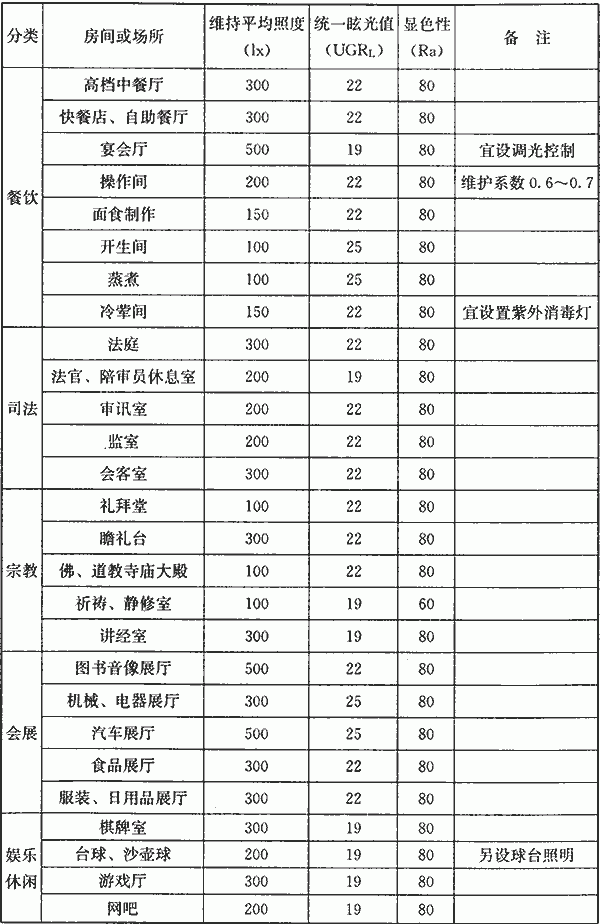 分类 房间或场所 维持平均照度(lx) 统一眩光值(UGRL) 显色性(Ra) 备 注
餐饮 高档中餐厅 300 22 80
快餐店、自助餐厅 300 22 80
宴会厅 500 19 80 宜设调光控制
操作间 200 22 80 维护系数0.6～0.7
面食制作 150 22 80
开生间 100 25 80
蒸煮 100 25 80
冷荤间 150 22 80 宜设置紫外消毒灯
司法 法庭 300 22 80
法官、陪审员休息室 200 19 80
审讯室 200 22 80
监室 200 22 80
会客室 300 22 80
宗教 礼拜堂 100 22 80
瞻礼台 300 22 80
佛、道教寺庙大殿 100 22 80
祈祷、静修室 100 19 60
讲经室 300 19 80
会展 图书音像展厅 500 22 80
机械、电器展厅 300 25 80
汽车展厅 500 25 80
食品展厅 300 22 80
服装、日用品展厅 300 22 80
娱乐休闲 棋牌室 300 19 80
台球、沙壶球 200 19 80 另设球台照明
游戏厅 300 19 80
网吧 200 19 80